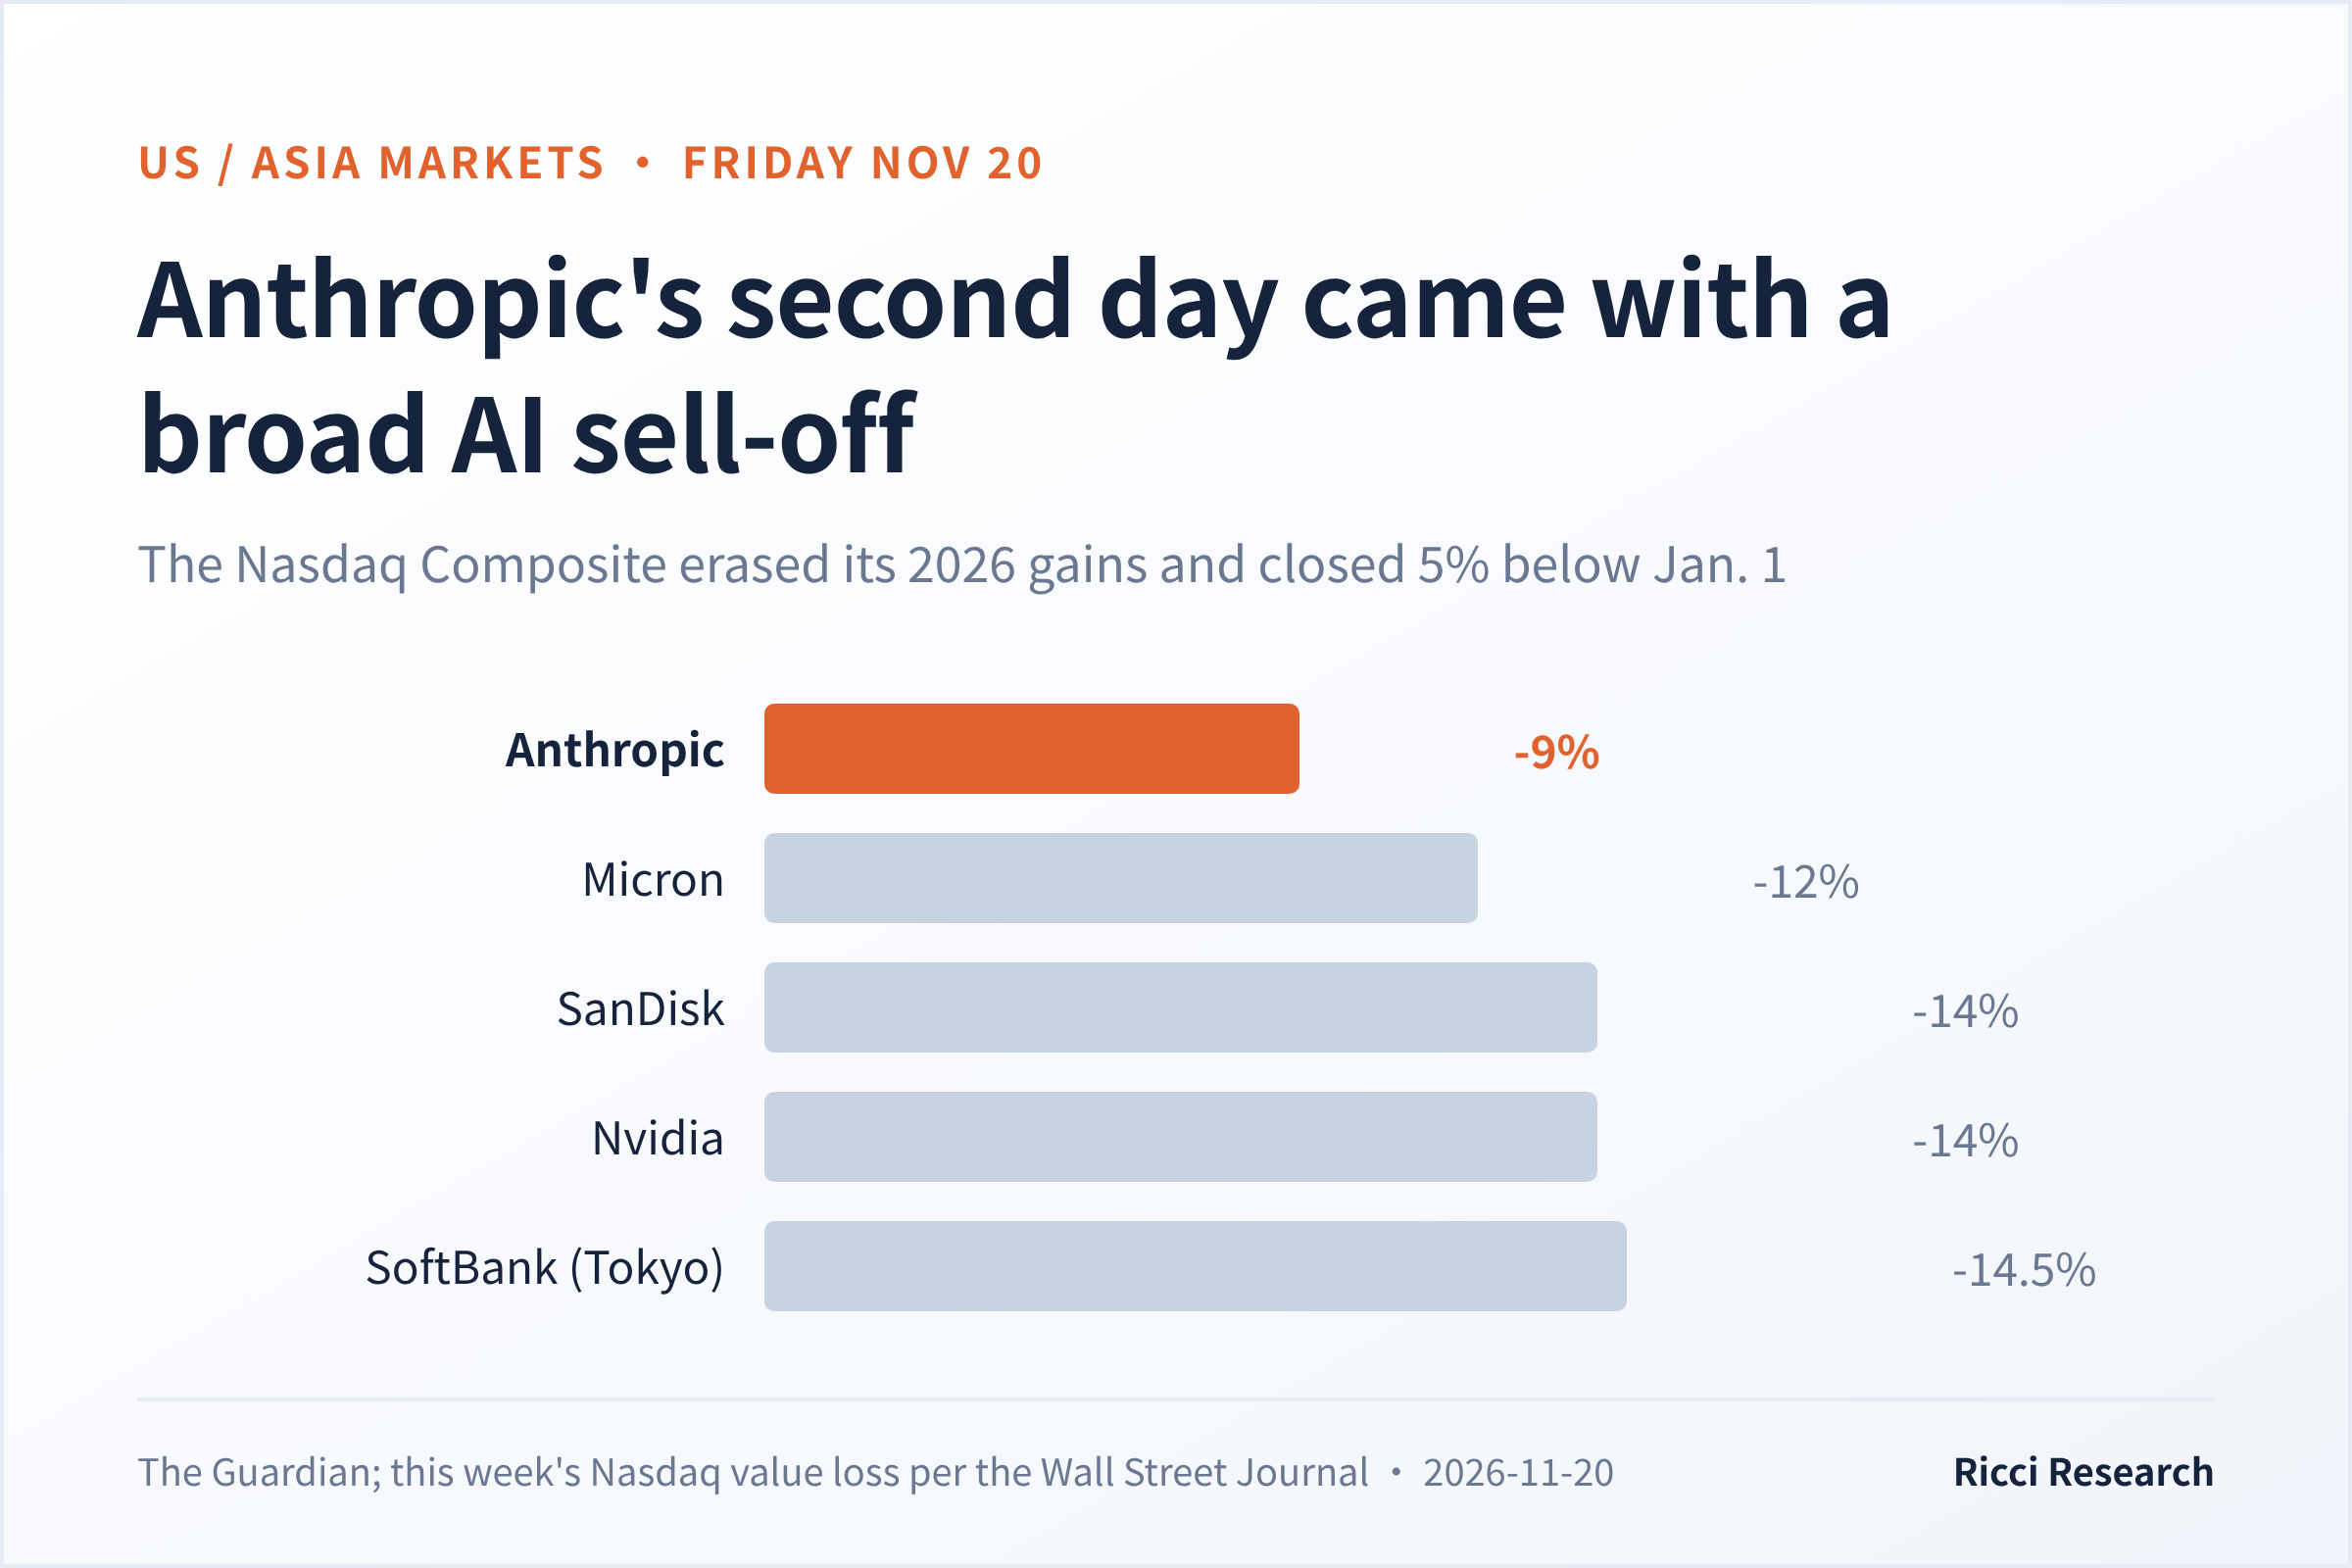 US / ASIA MARKETS • FRIDAY NOV 20
Anthropic's second day came with a
broad AI sell-off
The Nasdaq Composite erased its 2026 gains and closed 5% below Jan. 1
Anthropic -9%
Micron -12%
SanDisk -14%
Nvidia -14%
SoftBank (Tokyo) -14.5%
The Guardian; this week's Nasdaq value loss per the Wall Street Journal • 2026-11-20 Ricci Research